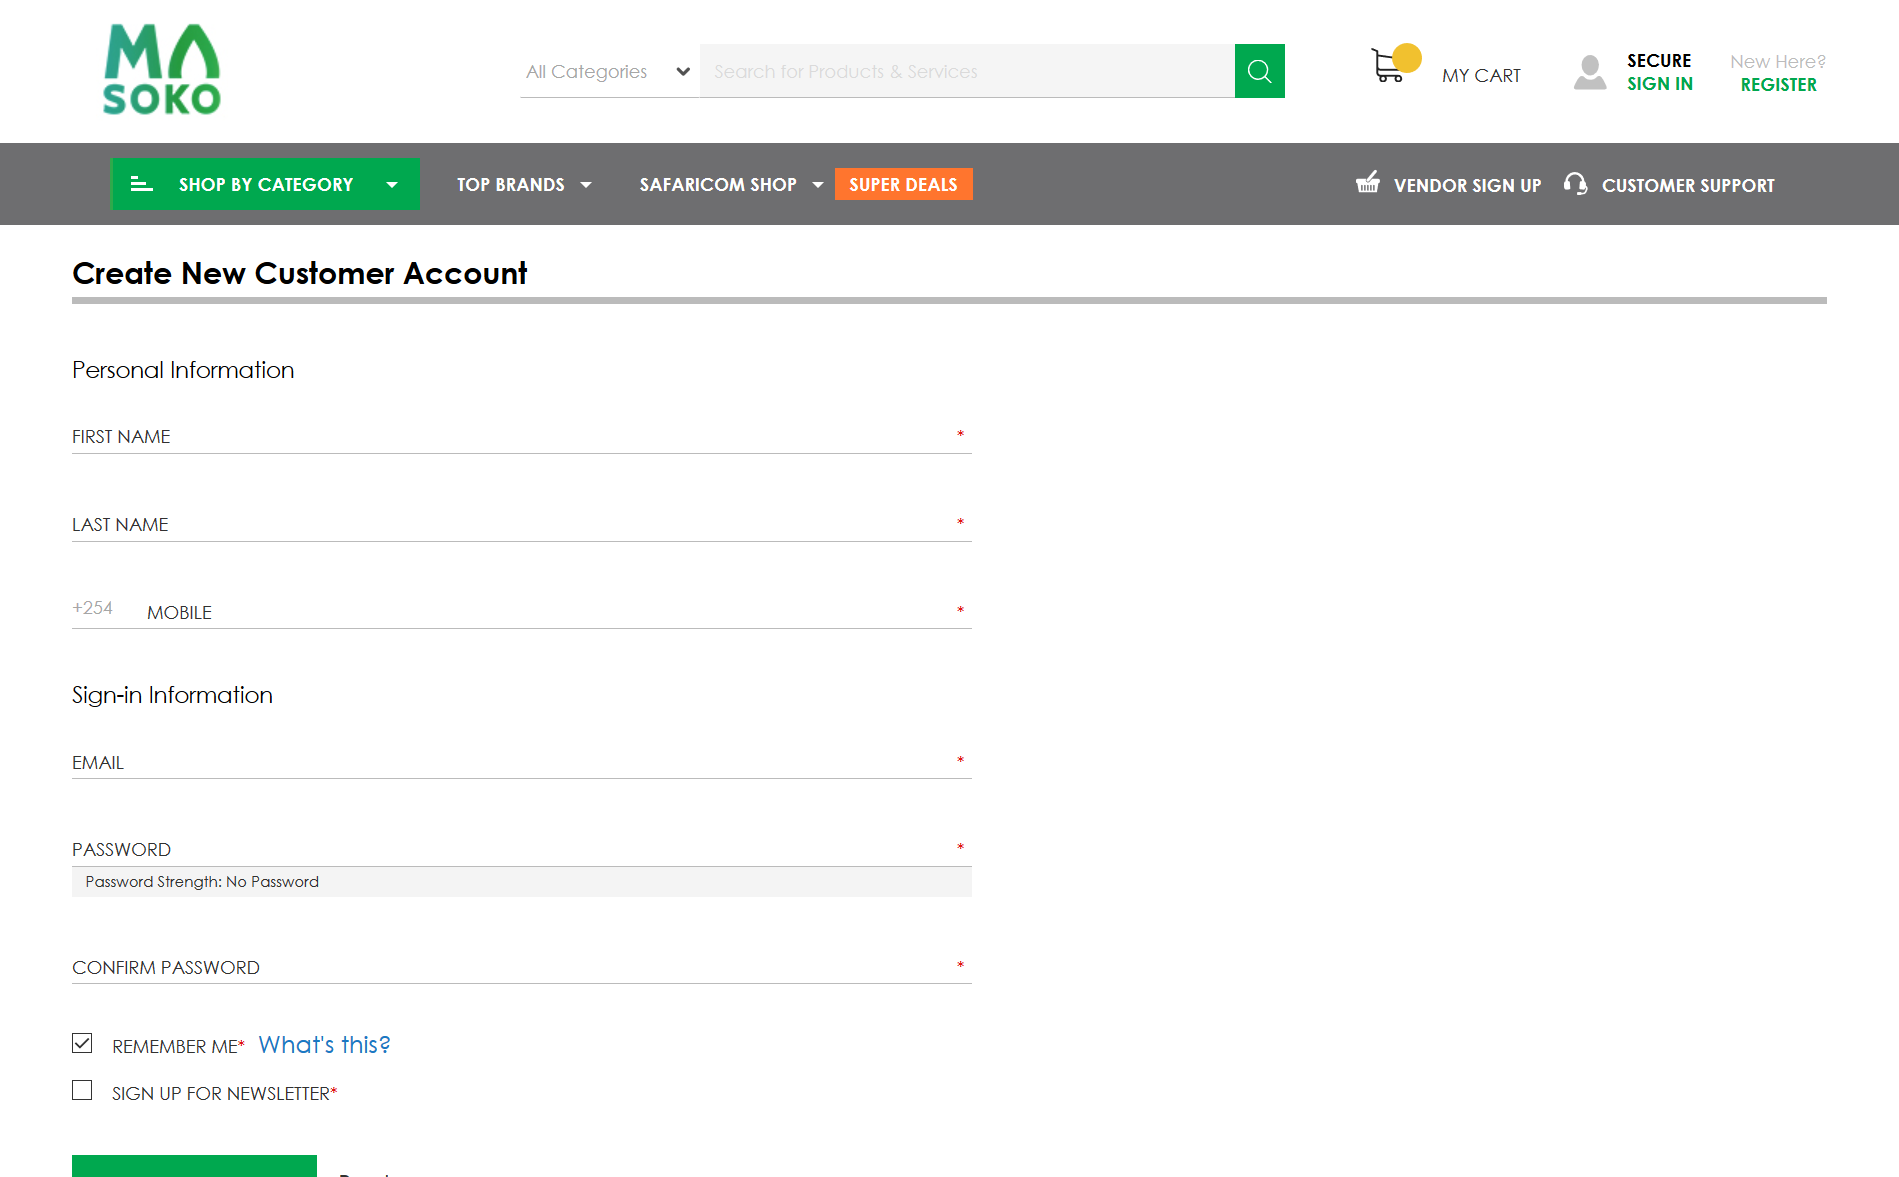 MA
SOKO
All Categories
Search for Products & Services
MY CART
SECURE
SIGN IN
New Here?
REGISTER
SHOP BY CATEGORY
TOP BRANDS
SAFARICOM SHOP
SUPER DEALS
VENDOR SIGN UP
CUSTOMER SUPPORT
Create New Customer Account
Personal Information
FIRST NAME *
LAST NAME *
+254 MOBILE *
Sign-in Information
EMAIL *
PASSWORD *
Password Strength: No Password
CONFIRM PASSWORD *
REMEMBER ME* What's this?
SIGN UP FOR NEWSLETTER*